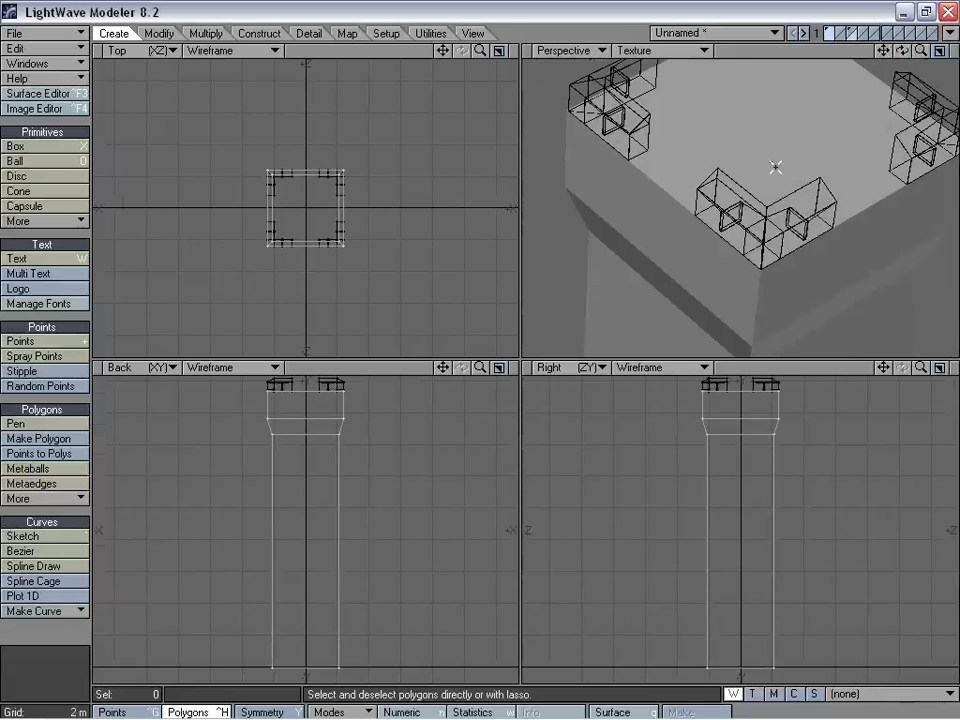 LightWave Modeler 8.2
File
Create Modify Multiply Construct Detail Map Setup Utilities View
Unnamed * 1
Edit
Top (XZ) Wireframe
Perspective Texture
Windows
Help
Surface Editor ^F3
Image Editor ^F4
Primitives
Box X
Ball O
Disc
Cone
Capsule
More
Text
Text W
Multi Text
Logo
Manage Fonts
Points
Points +
Spray Points
Back (XY) Wireframe
Right (ZY) Wireframe
Stipple
Random Points
Polygons
Pen
Make Polygon
Points to Polys
Metaballs
Metaedges
More
Curves
Sketch
Bezier
Spline Draw
Spline Cage
Plot 1D
Make Curve
Sel: 0
Select and deselect polygons directly or with lasso.
W T M C S (none)
Grid: 2 m
Points ^G Polygons ^H Symmetry Y Modes Numeric n Statistics w Info Surface q Make